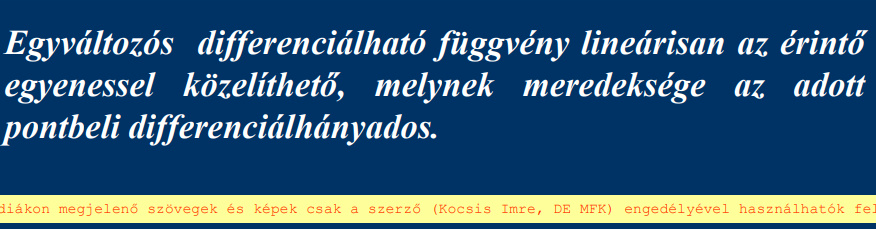 Egyváltozós differenciálható függvény lineárisan az érintő
egyenessel közelíthető, melynek meredeksége az adott
pontbeli differenciálhányados.
diákon megjelenő szövegek és képek csak a szerző (Kocsis Imre, DE MFK) engedélyével használhatók fel